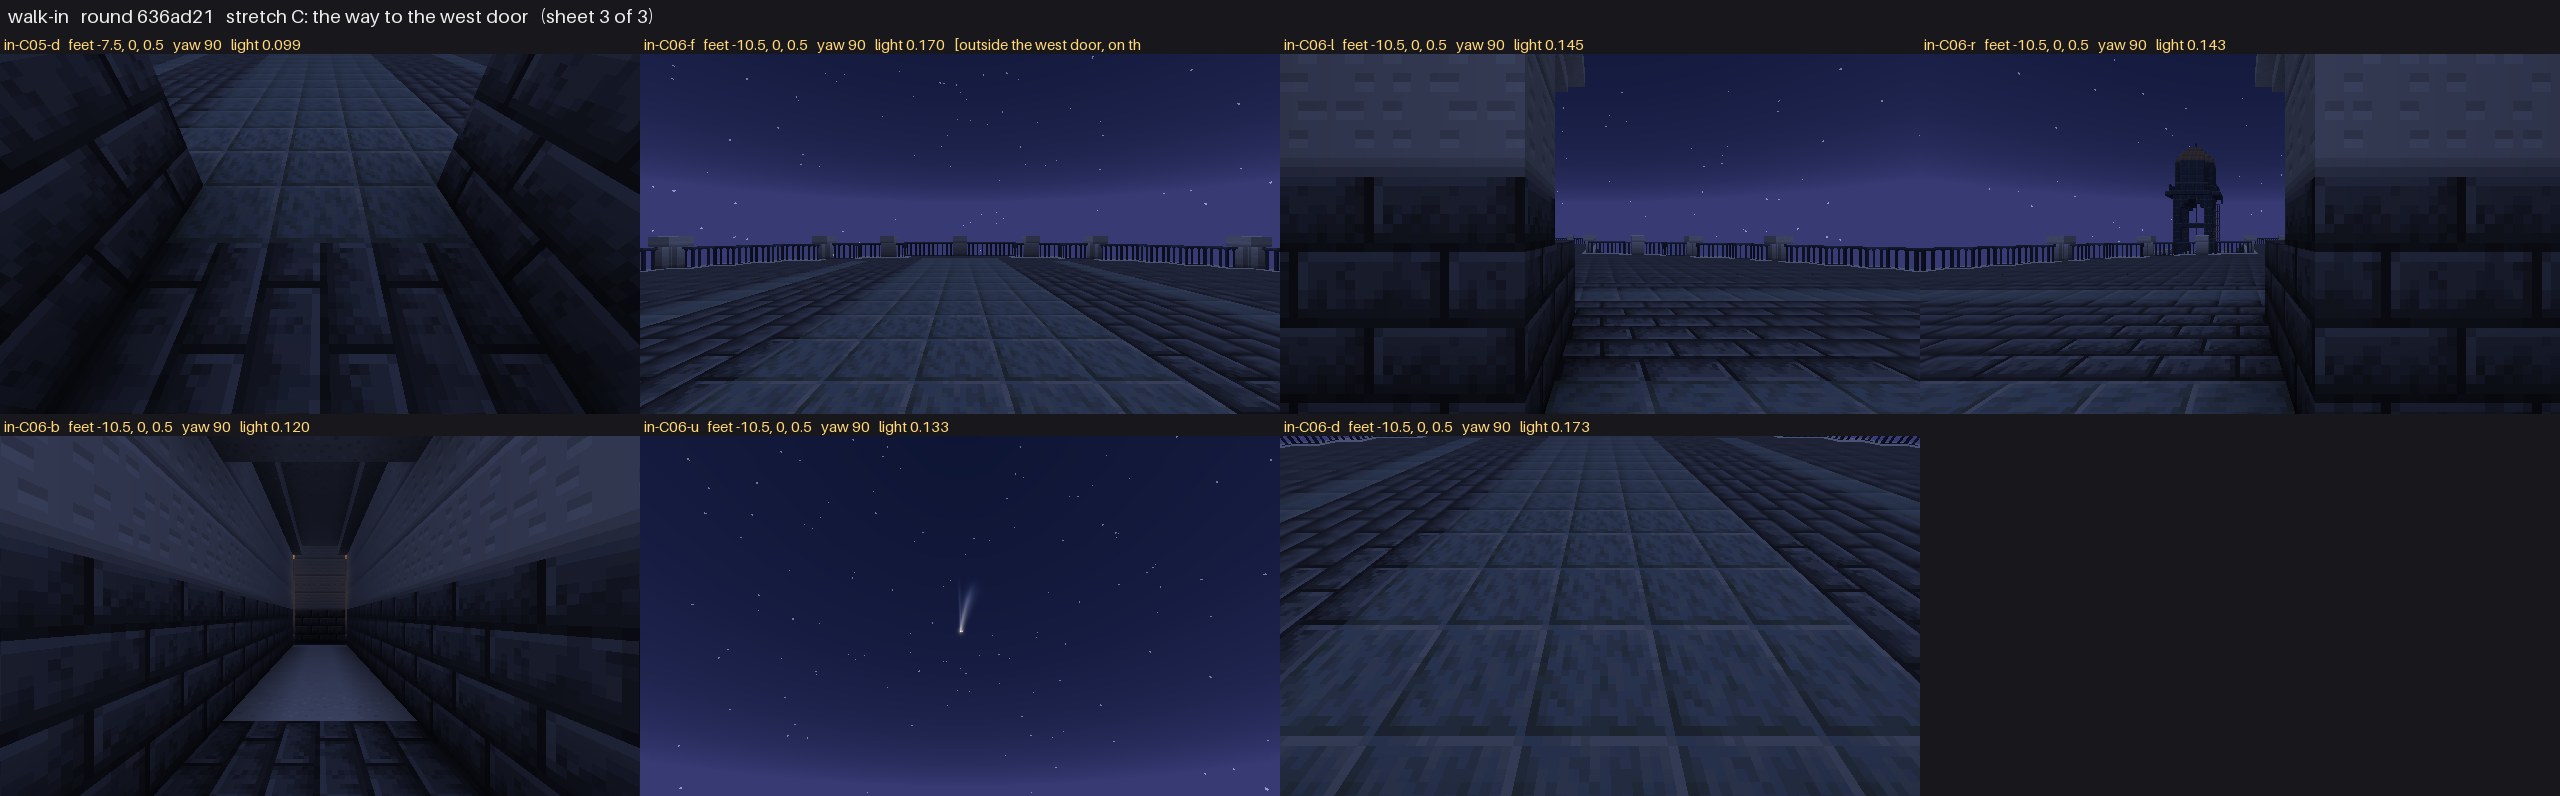 walk-in round 636ad21 stretch C: the way to the west door (sheet 3 of 3)
in-C05-d feet -7.5, 0, 0.5 yaw 90 light 0.099
in-C06-f feet -10.5, 0, 0.5 yaw 90 light 0.170 [outside the west door, on th
in-C06-l feet -10.5, 0, 0.5 yaw 90 light 0.145
in-C06-r feet -10.5, 0, 0.5 yaw 90 light 0.143
in-C06-b feet -10.5, 0, 0.5 yaw 90 light 0.120
in-C06-u feet -10.5, 0, 0.5 yaw 90 light 0.133
in-C06-d feet -10.5, 0, 0.5 yaw 90 light 0.173